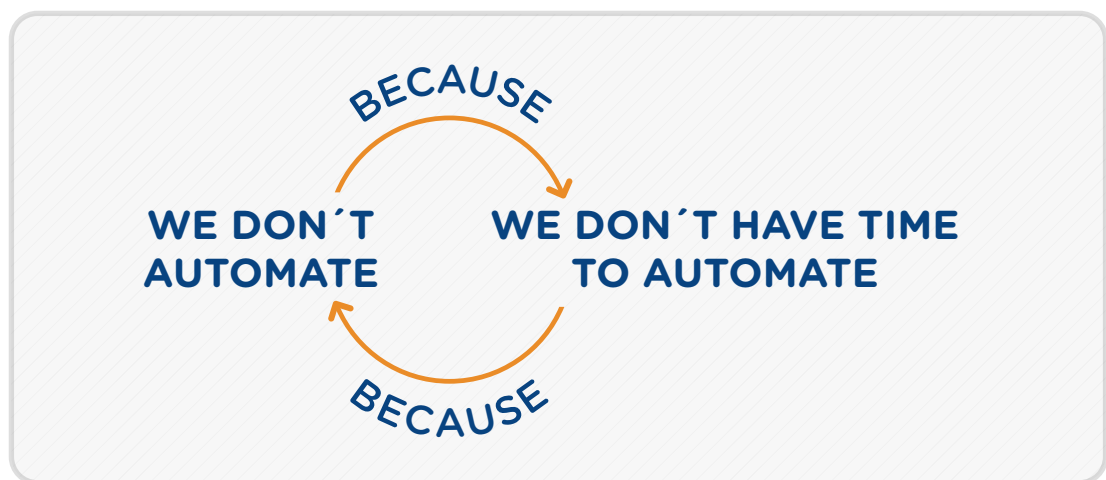 BECAUSE
WE DON´T
AUTOMATE
WE DON´T HAVE TIME
TO AUTOMATE
BECAUSE